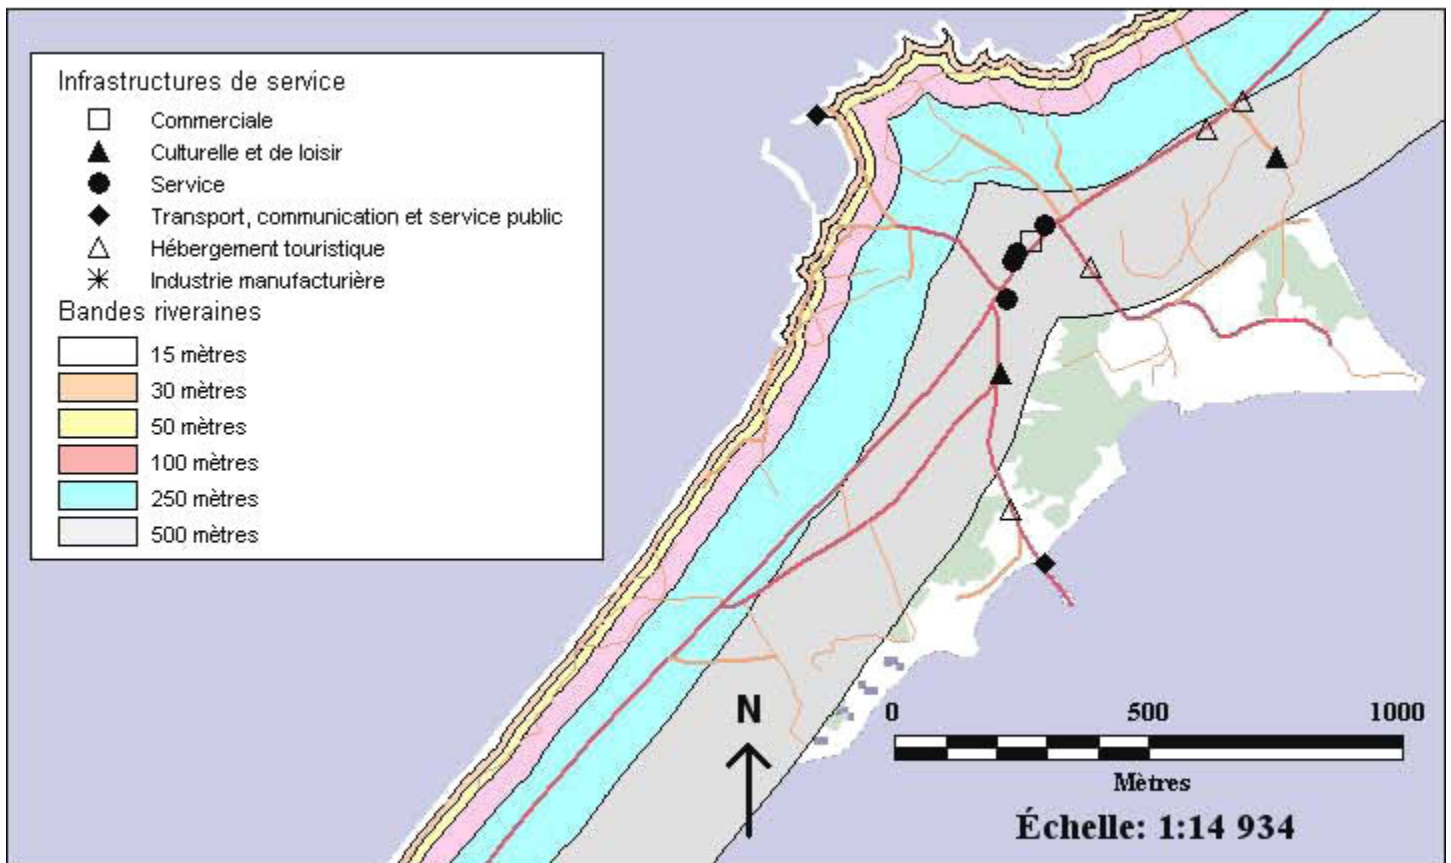 Infrastructures de service
Commerciale
Culturelle et de loisir
Service
Transport, communication et service public
Hébergement touristique
Industrie manufacturière
Bandes riveraines
15 mètres
30 mètres
50 mètres
100 mètres
250 mètres
500 mètres
N
0 500 1000
Mètres
Échelle: 1:14 934